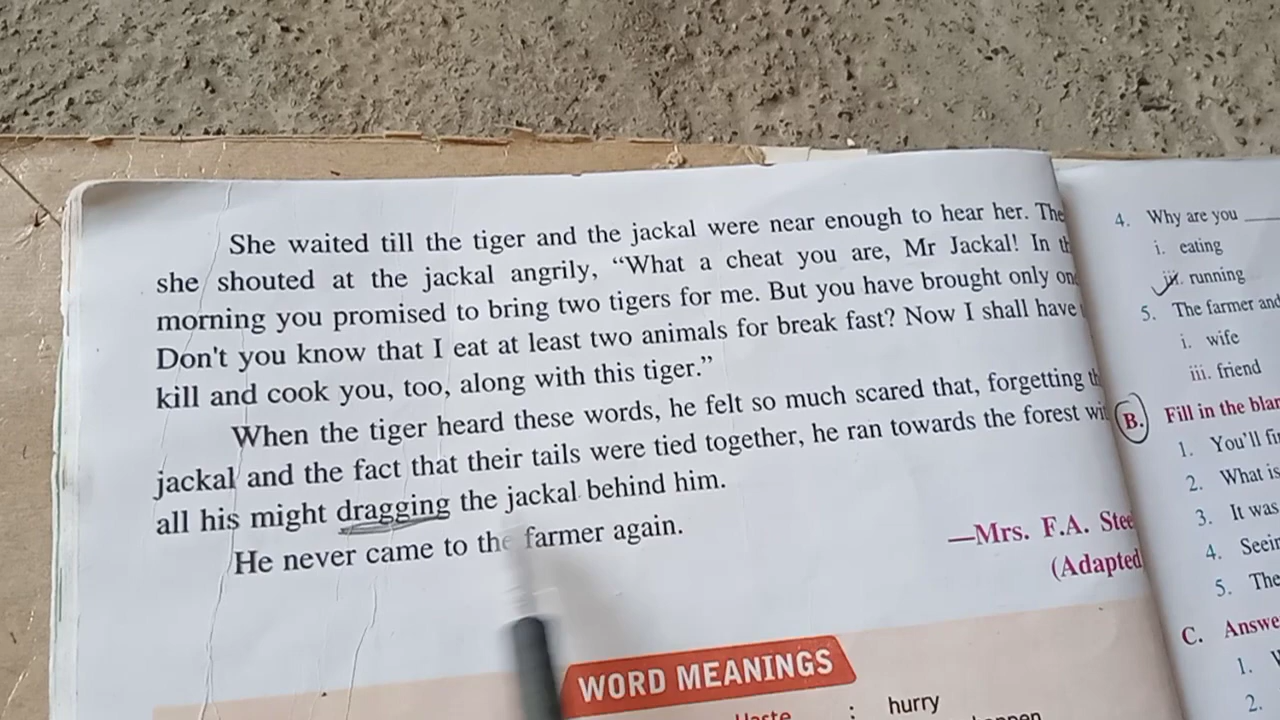 She waited till the tiger and the jackal were near enough to hear her. The
she shouted at the jackal angrily, “What a cheat you are, Mr Jackal! In th
morning you promised to bring two tigers for me. But you have brought only on
Don't you know that I eat at least two animals for break fast? Now I shall have
kill and cook you, too, along with this tiger.”
When the tiger heard these words, he felt so much scared that, forgetting th
jackal and the fact that their tails were tied together, he ran towards the forest wi
all his might dragging the jackal behind him.
He never came to the farmer again.
—Mrs. F.A. Stee
(Adapted
WORD MEANINGS
Haste : hurry
4. Why are you
i. eating
iii. running
5. The farmer and
i. wife
iii. friend
B. Fill in the blan
1. You'll fi
2. What is
3. It was
4. Seein
5. The
C. Answe
1.
2.